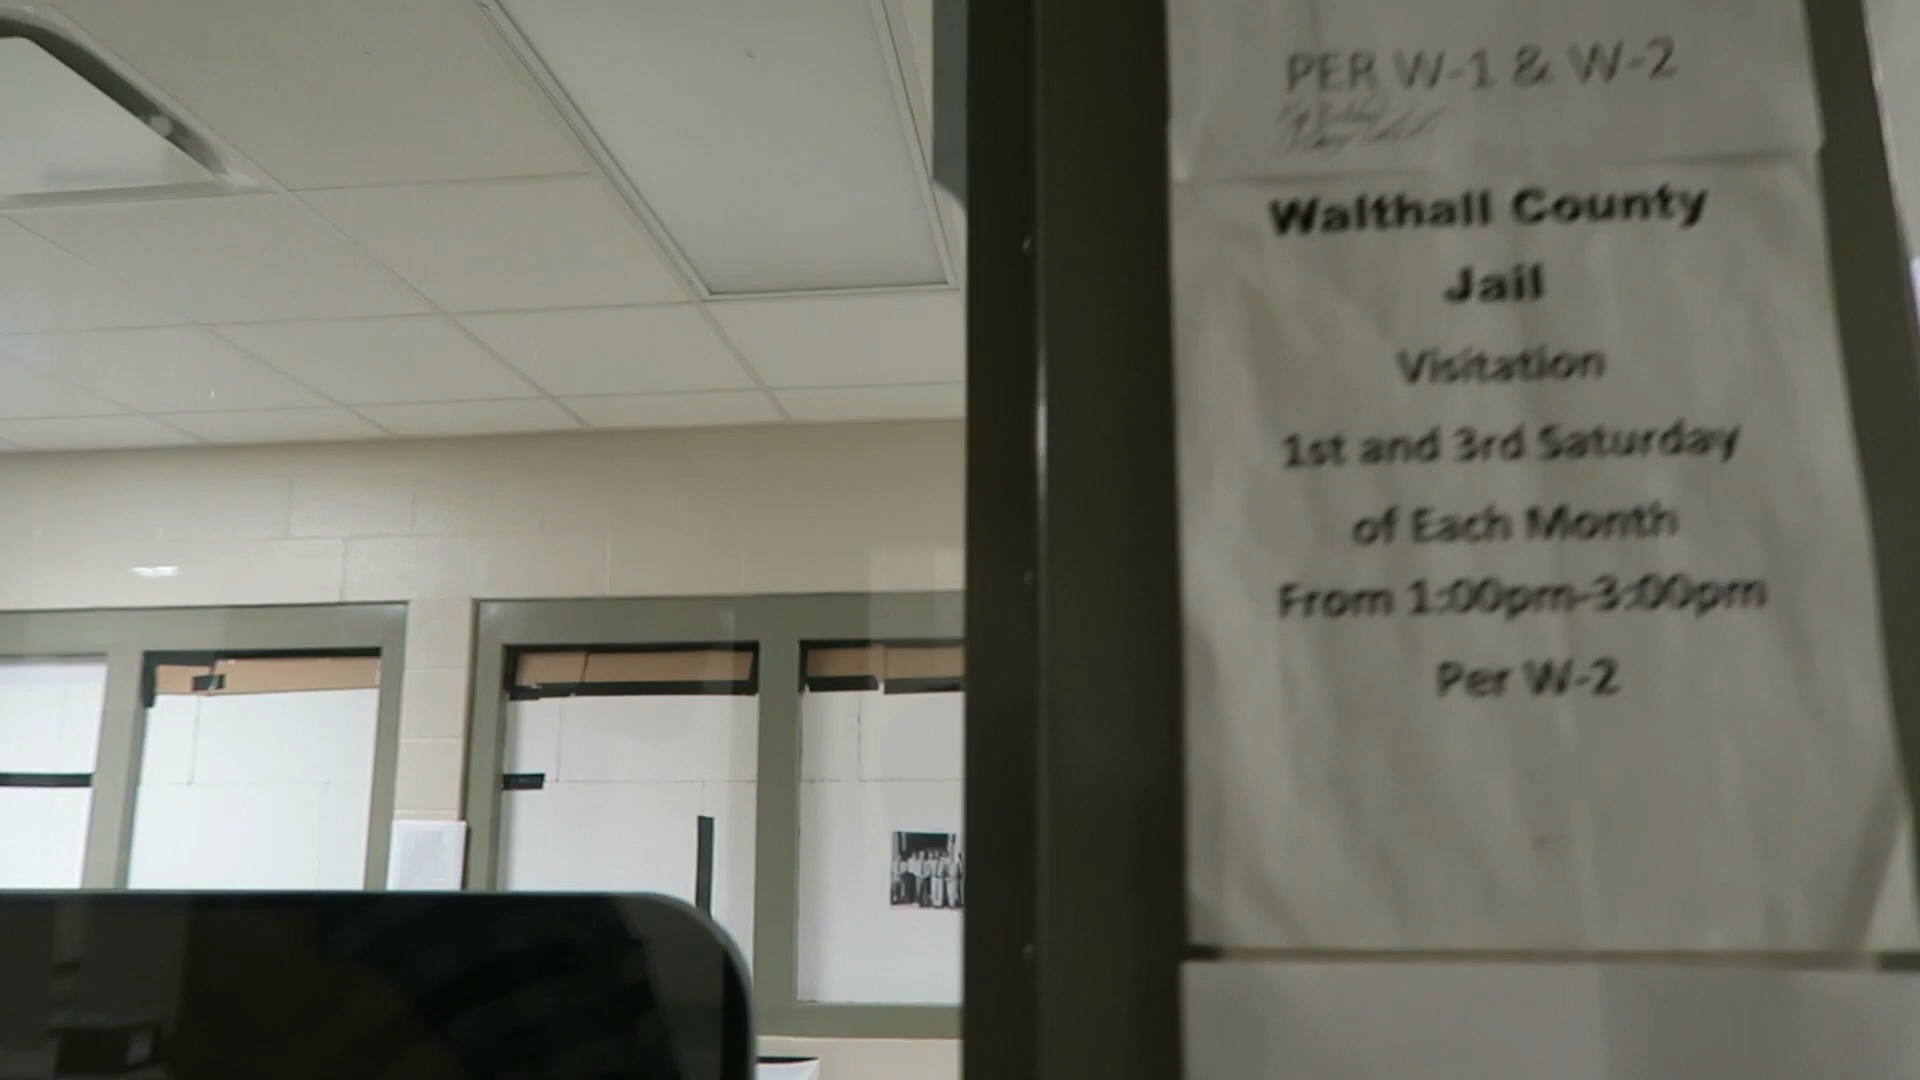 PER W-1 & W-2
Walthall County
Jail
Visitation
1st and 3rd Saturday
of Each Month
From 1:00pm-3:00pm
Per W-2